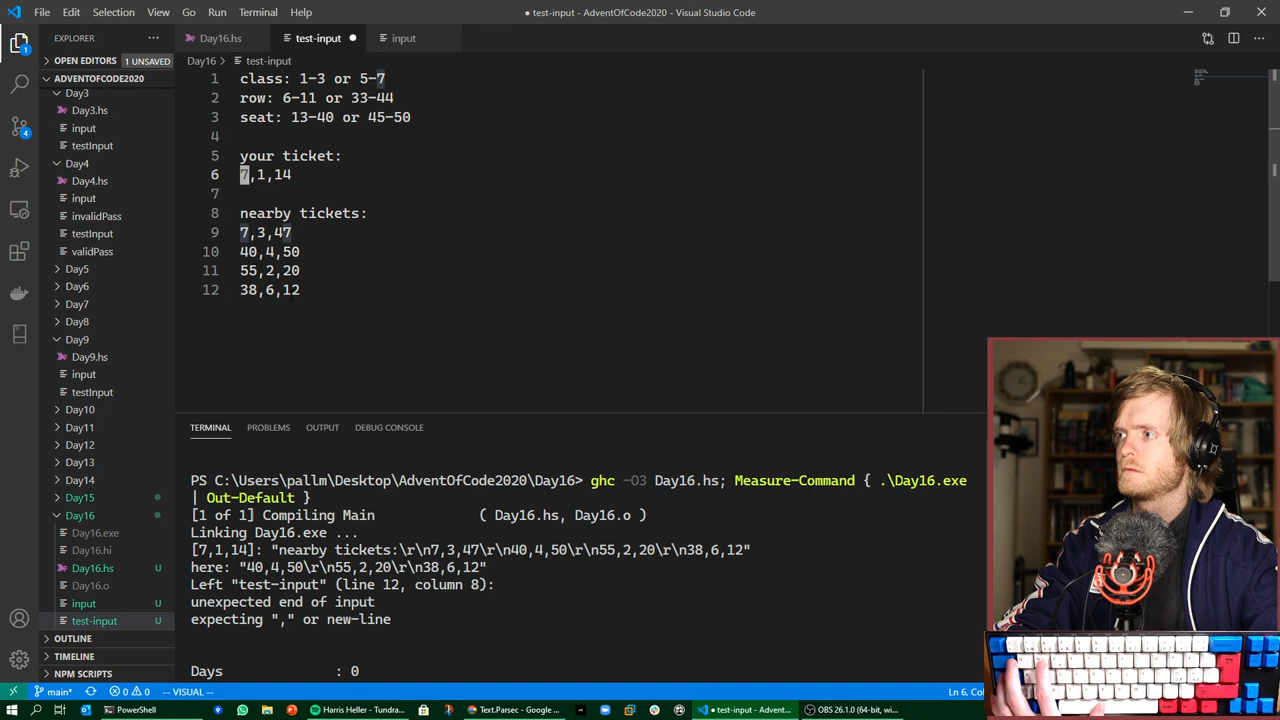 File Edit Selection View Go Run Terminal Help
● test-input - AdventOfCode2020 - Visual Studio Code
EXPLORER
Day16.hs test-input input
OPEN EDITORS 1 UNSAVED
Day16 > test-input
ADVENTOFCODE2020
Day3
Day3.hs
input
testInput
Day4
Day4.hs
input
invalidPass
testInput
validPass
Day5
Day6
Day7
Day8
Day9
Day9.hs
input
testInput
Day10
Day11
Day12
Day13
Day14
Day15
Day16
Day16.exe
Day16.hi
Day16.hs U
Day16.o
input U
test-input U
OUTLINE
TIMELINE
NPM SCRIPTS
1 class: 1-3 or 5-7
2 row: 6-11 or 33-44
3 seat: 13-40 or 45-50
4
5 your ticket:
6 7,1,14
7
8 nearby tickets:
9 7,3,47
10 40,4,50
11 55,2,20
12 38,6,12
TERMINAL PROBLEMS OUTPUT DEBUG CONSOLE
PS C:\Users\pallm\Desktop\AdventOfCode2020\Day16> ghc -O3 Day16.hs; Measure-Command { .\Day16.exe
| Out-Default }
[1 of 1] Compiling Main ( Day16.hs, Day16.o )
Linking Day16.exe ...
[7,1,14]: "nearby tickets:\r\n7,3,47\r\n40,4,50\r\n55,2,20\r\n38,6,12"
here: "40,4,50\r\n55,2,20\r\n38,6,12"
Left "test-input" (line 12, column 8):
unexpected end of input
expecting "," or new-line
Days : 0
main* 0 0 -- VISUAL -- Ln 6,
PowerShell
Harris Heller - Tundra...
Text.Parsec - Google ...
● test-input - Advent...
OBS 26.1.0 (64-bit, wi...